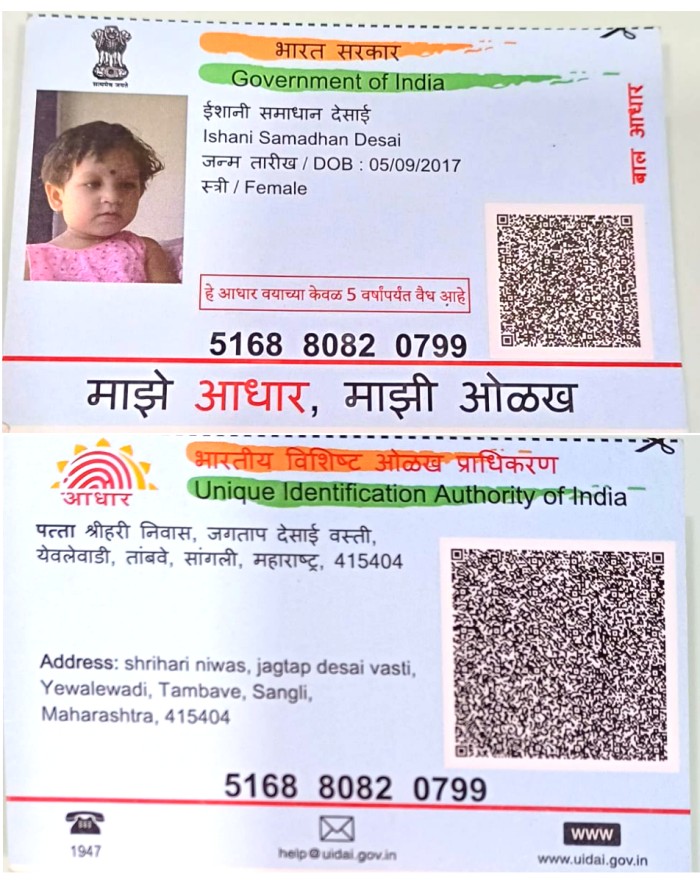 सत्यमेव जयते
भारत सरकार
Government of India
ईशानी समाधान देसाई
Ishani Samadhan Desai
जन्म तारीख / DOB : 05/09/2017
स्त्री / Female
बाल आधार
हे आधार वयाच्या केवळ 5 वर्षांपर्यंत वैध आहे
5168 8082 0799
माझे आधार, माझी ओळख
आधार
भारतीय विशिष्ट ओळख प्राधिकरण
Unique Identification Authority of India
पत्ता श्रीहरी निवास, जगताप देसाई वस्ती,
येवलेवाडी, तांबवे, सांगली, महाराष्ट्र, 415404
Address: shrihari niwas, jagtap desai vasti,
Yewalewadi, Tambave, Sangli,
Maharashtra, 415404
5168 8082 0799
1947
help@uidai.gov.in
WWW
www.uidai.gov.in